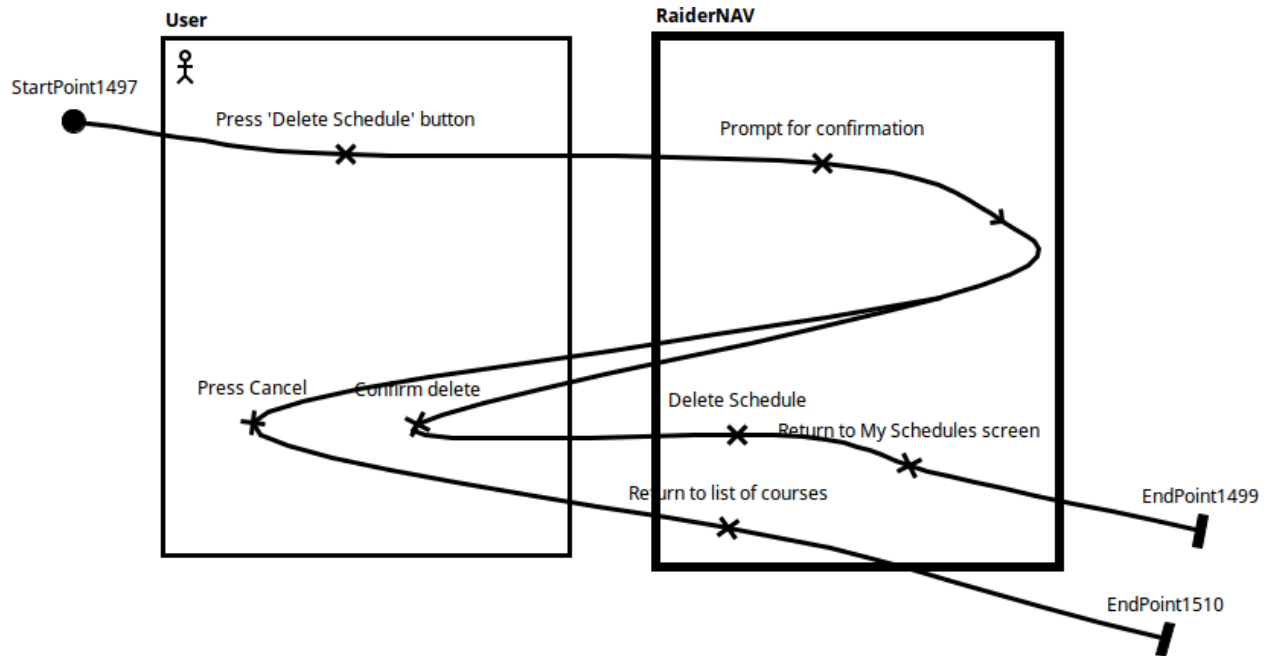 User
RaiderNAV
StartPoint1497
Press 'Delete Schedule' button
Prompt for confirmation
Press Cancel
Confirm delete
Delete Schedule
Return to My Schedules screen
Return to list of courses
EndPoint1499
EndPoint1510